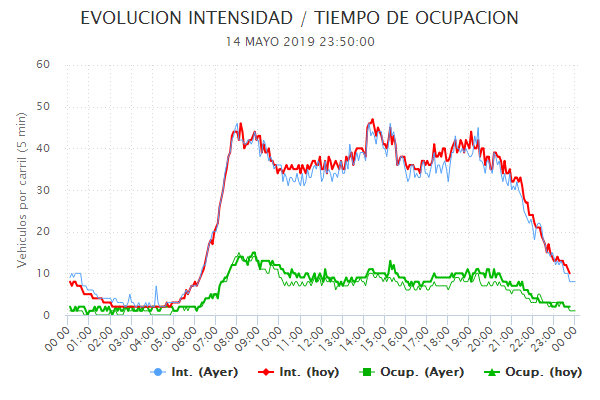 EVOLUCION INTENSIDAD / TIEMPO DE OCUPACION
14 MAYO 2019 23:50:00
Vehículos por carril (5 min)
60
50
40
30
20
10
0
00:00 01:00 02:00 03:00 04:00 05:00 06:00 07:00 08:00 09:00 10:00 11:00 12:00 13:00 14:00 15:00 16:00 17:00 18:00 19:00 20:00 21:00 22:00 23:00 00:00
Int. (Ayer) Int. (hoy) Ocup. (Ayer) Ocup. (hoy)